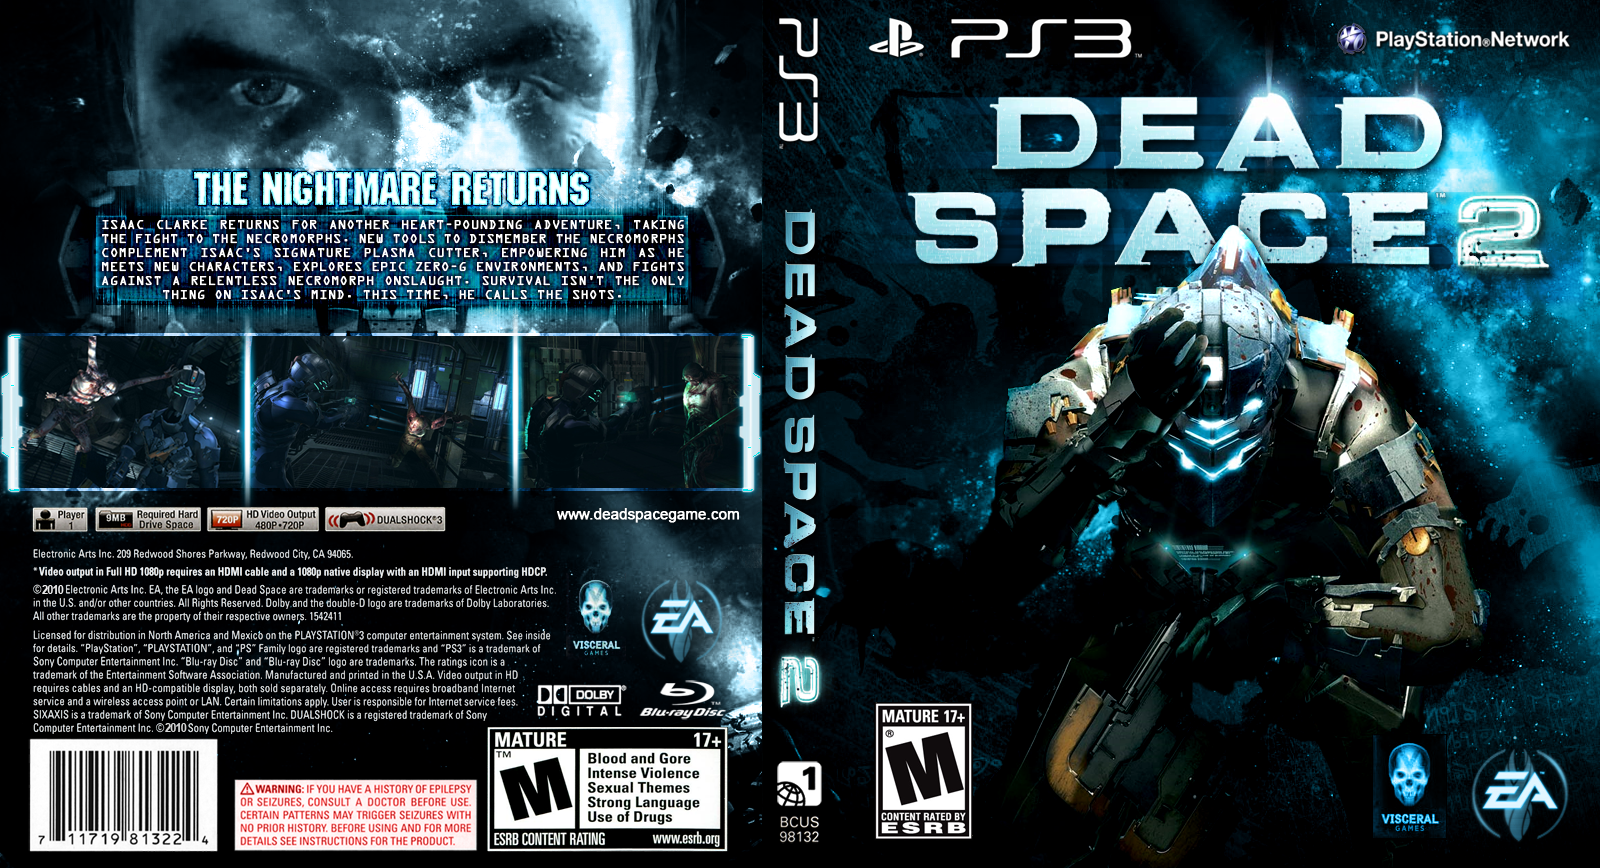 THE NIGHTMARE RETURNS
ISAAC CLARKE RETURNS FOR ANOTHER HEART-POUNDING ADVENTURE, TAKING
THE FIGHT TO THE NECROMORPHS. NEW TOOLS TO DISMEMBER THE NECROMORPHS
COMPLEMENT ISAAC'S SIGNATURE PLASMA CUTTER, EMPOWERING HIM AS HE
MEETS NEW CHARACTERS, EXPLORES EPIC ZERO-G ENVIRONMENTS, AND FIGHTS
AGAINST A RELENTLESS NECROMORPH ONSLAUGHT. SURVIVAL ISN'T THE ONLY
THING ON ISAAC'S MIND. THIS TIME, HE CALLS THE SHOTS.
Player
1
9MB
Required Hard
Drive Space
720P
HD Video Output
480P•720P
DUALSHOCK®3
www.deadspacegame.com
Electronic Arts Inc. 209 Redwood Shores Parkway, Redwood City, CA 94065.
*Video output in Full HD 1080p requires an HDMI cable and a 1080p native display with an HDMI input supporting HDCP.
©2010 Electronic Arts Inc. EA, the EA logo and Dead Space are trademarks or registered trademarks of Electronic Arts Inc.
in the U.S. and/or other countries. All Rights Reserved. Dolby and the double-D logo are trademarks of Dolby Laboratories.
All other trademarks are the property of their respective owners. 1542411
Licensed for distribution in North America and Mexico on the PLAYSTATION®3 computer entertainment system. See inside
for details. "PlayStation", "PLAYSTATION", and "PS" Family logo are registered trademarks and "PS3" is a trademark of
Sony Computer Entertainment Inc. "Blu-ray Disc" and "Blu-ray Disc" logo are trademarks. The ratings icon is a
trademark of the Entertainment Software Association. Manufactured and printed in the U.S.A. Video output in HD
requires cables and an HD-compatible display, both sold separately. Online access requires broadband Internet
service and a wireless access point or LAN. Certain limitations apply. User is responsible for Internet service fees.
SIXAXIS is a trademark of Sony Computer Entertainment Inc. DUALSHOCK is a registered trademark of Sony
Computer Entertainment Inc. ©2010 Sony Computer Entertainment Inc.
VISCERAL
GAMES
EA
DOLBY®
DIGITAL
Blu-ray Disc™
7 11719 81322 4
WARNING: IF YOU HAVE A HISTORY OF EPILEPSY
OR SEIZURES, CONSULT A DOCTOR BEFORE USE.
CERTAIN PATTERNS MAY TRIGGER SEIZURES WITH
NO PRIOR HISTORY. BEFORE USING AND FOR MORE
DETAILS SEE INSTRUCTIONS FOR THE PRODUCT.
MATURE 17+
™
M
Blood and Gore
Intense Violence
Sexual Themes
Strong Language
Use of Drugs
ESRB CONTENT RATING www.esrb.org
PS3™
DEAD SPACE™ 2
1
BCUS
98132
PS3™
PlayStation®Network
DEAD
SPACE™ 2
MATURE 17+
®
M
CONTENT RATED BY
ESRB
VISCERAL
GAMES
EA